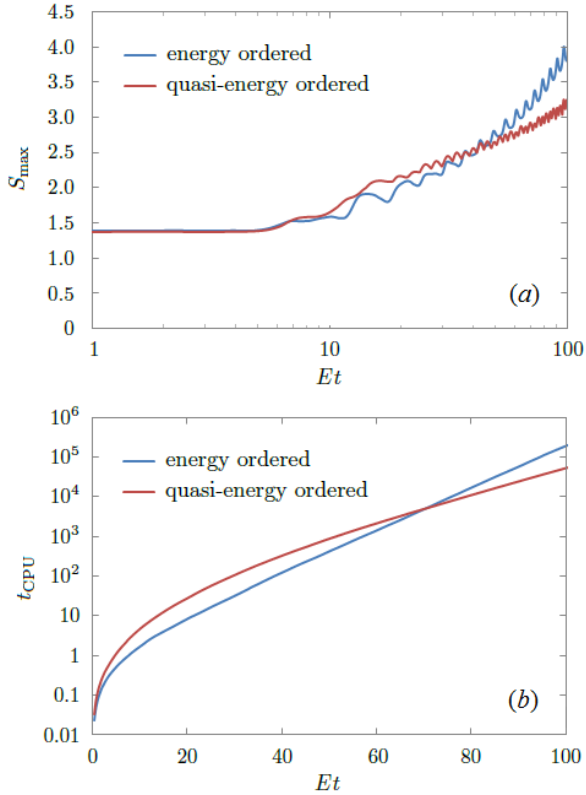 4.5
4.0
3.5
3.0
2.5
2.0
1.5
1.0
0.5
0
S_max
energy ordered
quasi-energy ordered
(a)
1 10 100
Et
10^6
10^5
10^4
10^3
10^2
10
1
0.1
0.01
t_CPU
energy ordered
quasi-energy ordered
(b)
0 20 40 60 80 100
Et